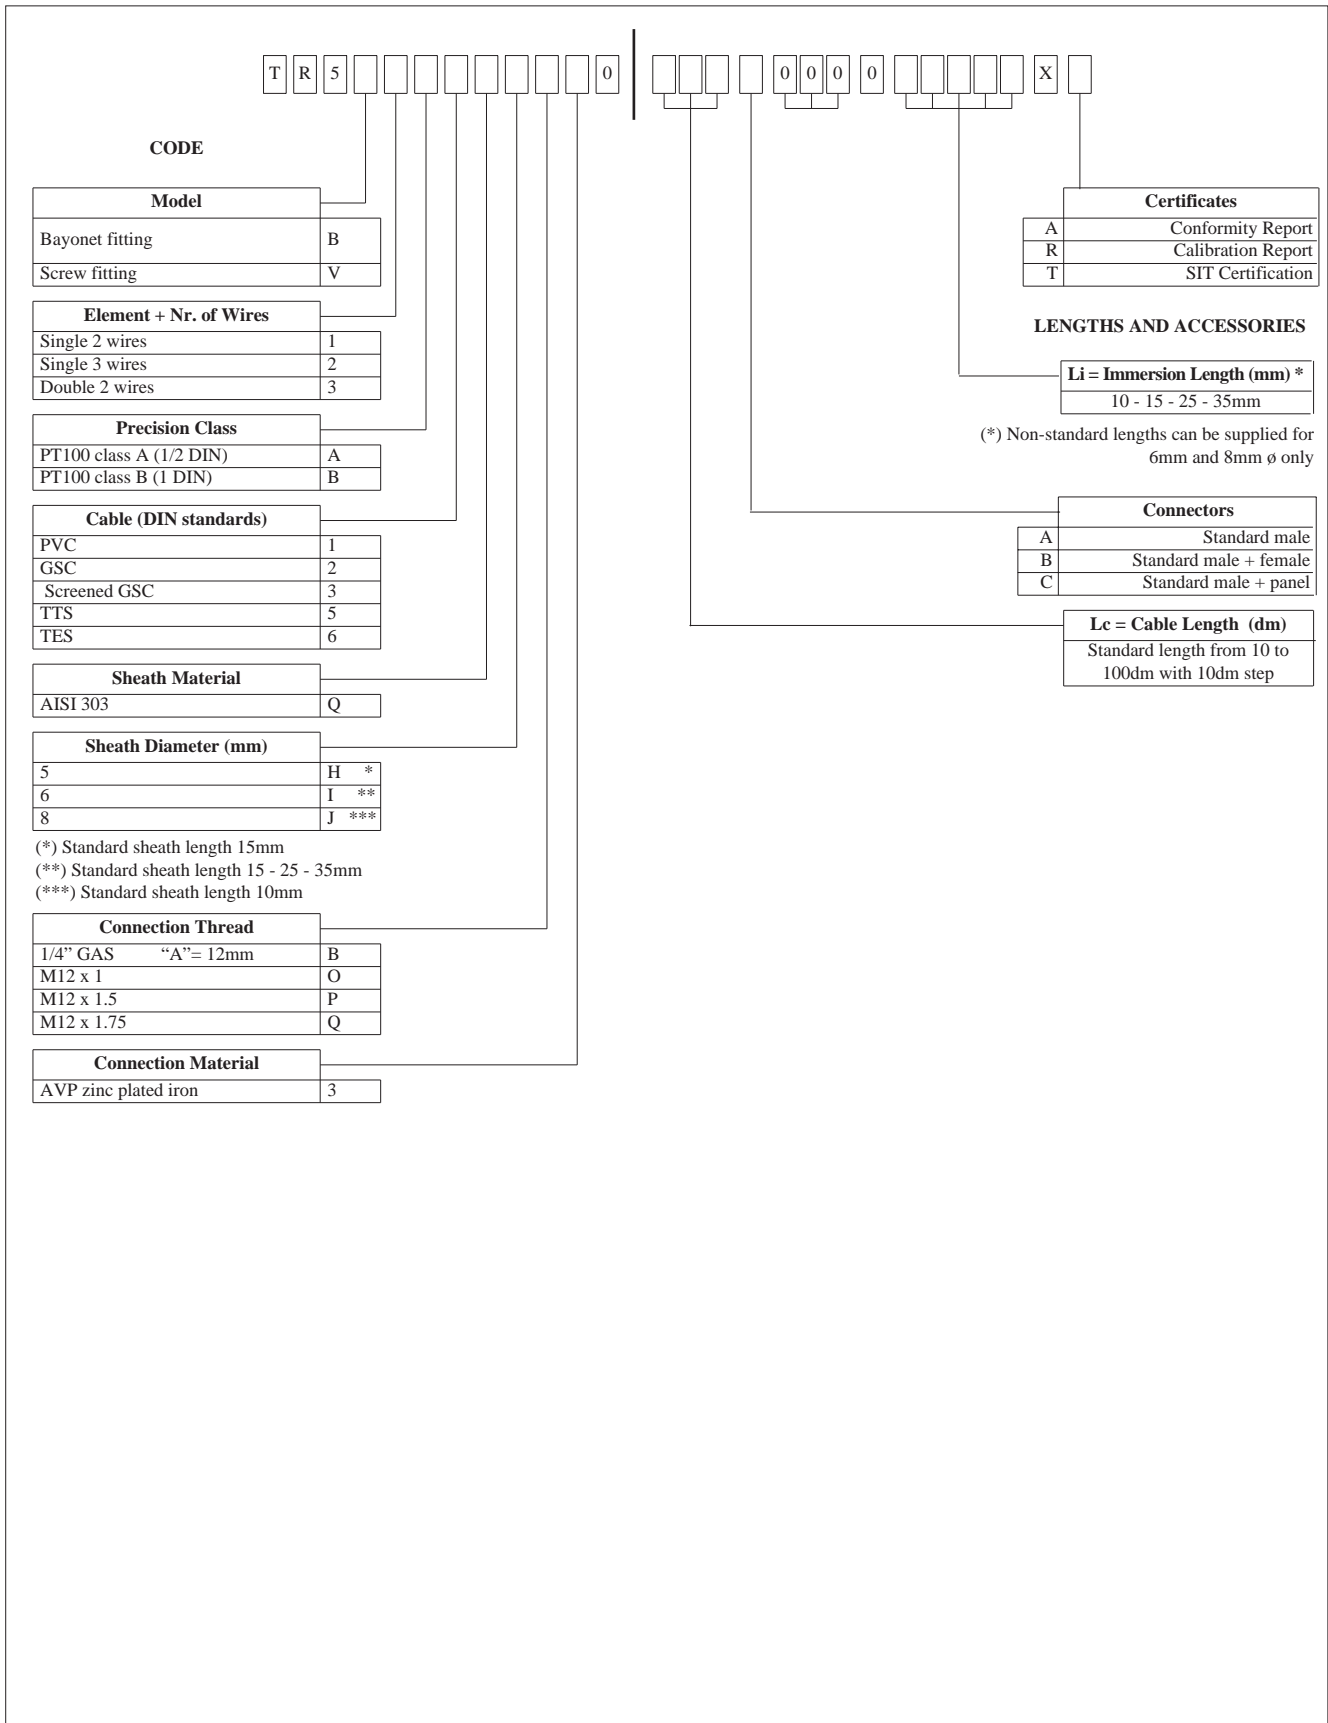 T R 5 0 0 0 0 0 X
CODE
Model
Bayonet fitting B
Screw fitting V
Element + Nr. of Wires
Single 2 wires 1
Single 3 wires 2
Double 2 wires 3
Precision Class
PT100 class A (1/2 DIN) A
PT100 class B (1 DIN) B
Cable (DIN standards)
PVC 1
GSC 2
Screened GSC 3
TTS 5
TES 6
Sheath Material
AISI 303 Q
Sheath Diameter (mm)
5 H *
6 I **
8 J ***
(*) Standard sheath length 15mm
(**) Standard sheath length 15 - 25 - 35mm
(***) Standard sheath length 10mm
Connection Thread
1/4” GAS “A”= 12mm B
M12 x 1 O
M12 x 1.5 P
M12 x 1.75 Q
Connection Material
AVP zinc plated iron 3
Certificates
A Conformity Report
R Calibration Report
T SIT Certification
LENGTHS AND ACCESSORIES
Li = Immersion Length (mm) *
10 - 15 - 25 - 35mm
(*) Non-standard lengths can be supplied for
6mm and 8mm ø only
Connectors
A Standard male
B Standard male + female
C Standard male + panel
Lc = Cable Length (dm)
Standard length from 10 to
100dm with 10dm step